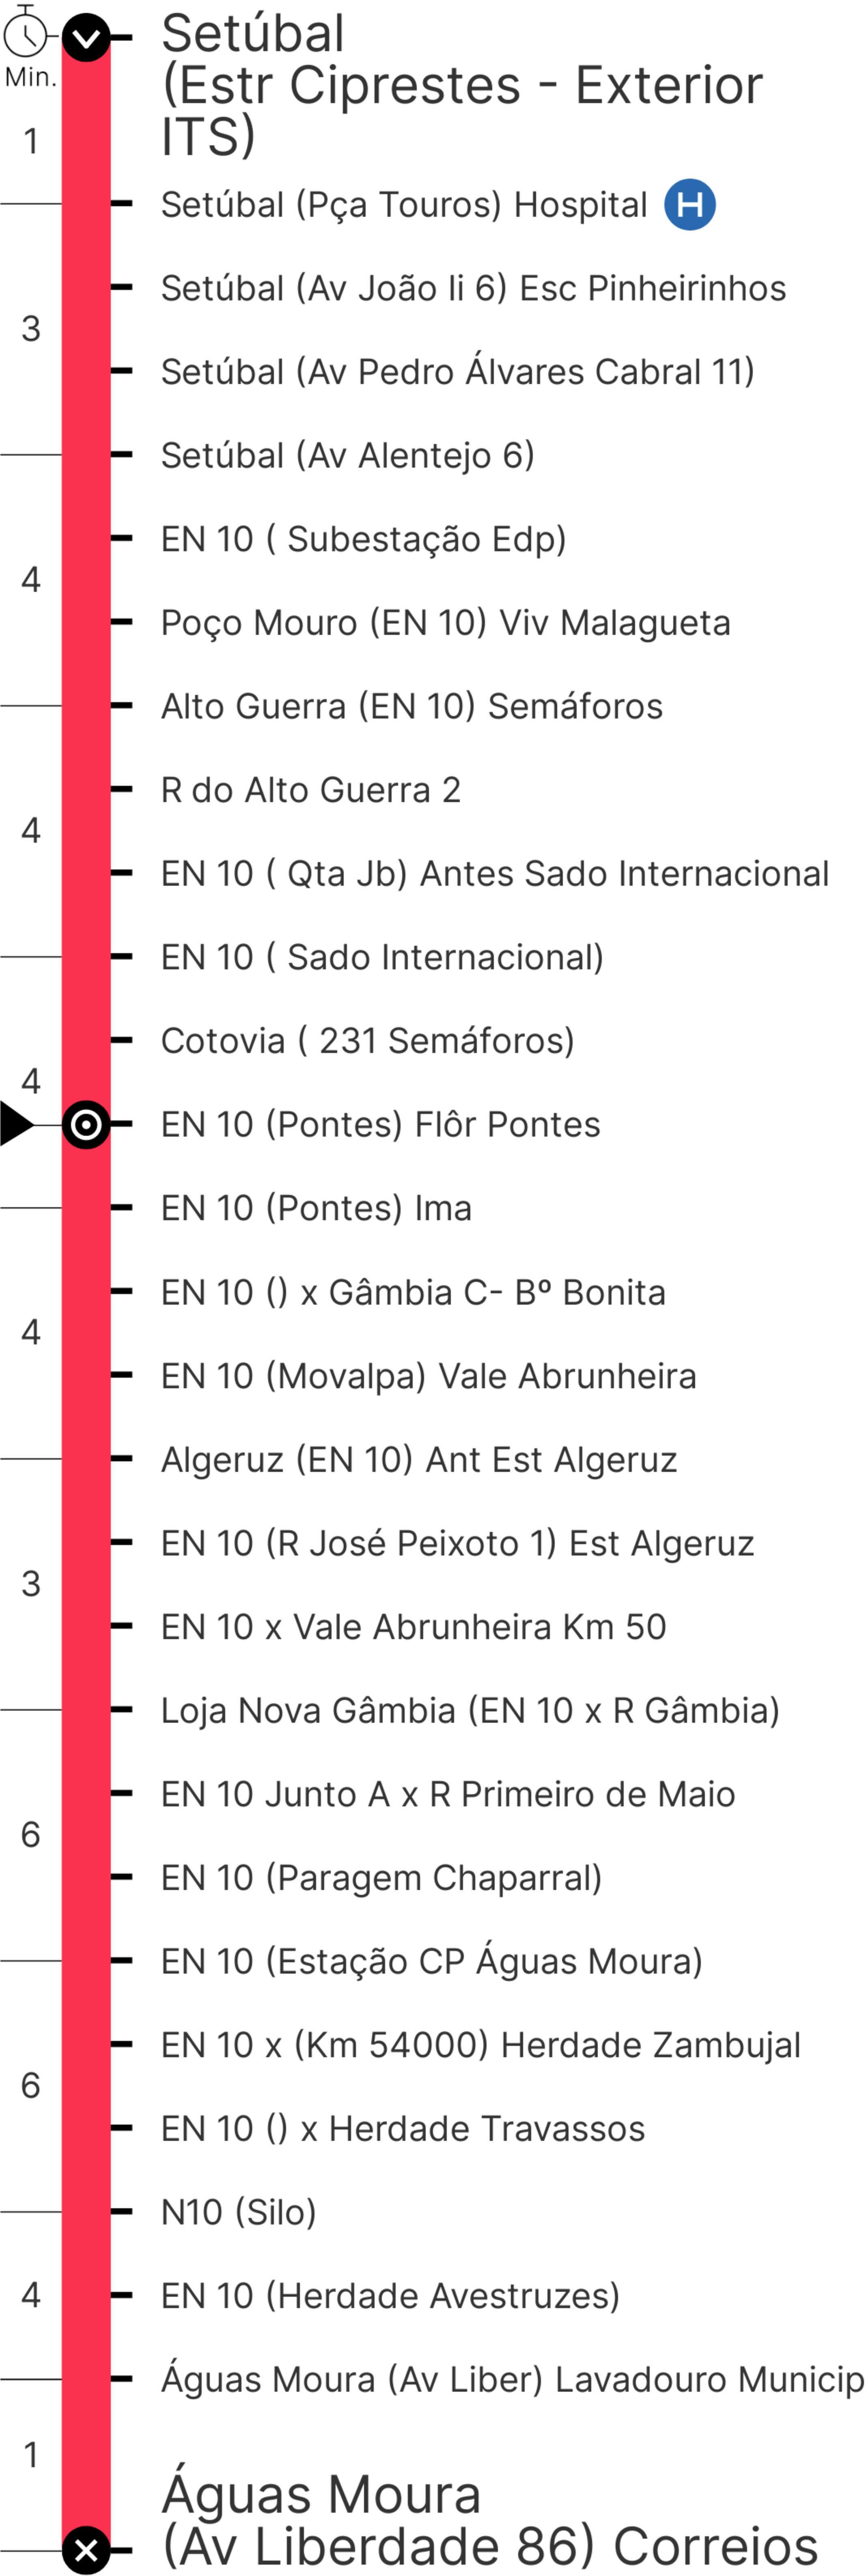 Setúbal
Min.
(Estr Ciprestes - Exterior
ITS)
1
Setúbal (Pça Touros) Hospital H
Setúbal (Av João Ii 6) Esc Pinheirinhos
3
Setúbal (Av Pedro Álvares Cabral 11)
Setúbal (Av Alentejo 6)
EN 10 ( Subestação Edp)
4
Poço Mouro (EN 10) Viv Malagueta
Alto Guerra (EN 10) Semáforos
R do Alto Guerra 2
4
EN 10 ( Qta Jb) Antes Sado Internacional
EN 10 ( Sado Internacional)
Cotovia ( 231 Semáforos)
4
EN 10 (Pontes) Flôr Pontes
EN 10 (Pontes) Ima
EN 10 () x Gâmbia C- Bº Bonita
4
EN 10 (Movalpa) Vale Abrunheira
Algeruz (EN 10) Ant Est Algeruz
EN 10 (R José Peixoto 1) Est Algeruz
3
EN 10 x Vale Abrunheira Km 50
Loja Nova Gâmbia (EN 10 x R Gâmbia)
EN 10 Junto A x R Primeiro de Maio
6
EN 10 (Paragem Chaparral)
EN 10 (Estação CP Águas Moura)
EN 10 x (Km 54000) Herdade Zambujal
6
EN 10 () x Herdade Travassos
N10 (Silo)
4
EN 10 (Herdade Avestruzes)
Águas Moura (Av Liber) Lavadouro Municip
1
Águas Moura
(Av Liberdade 86) Correios